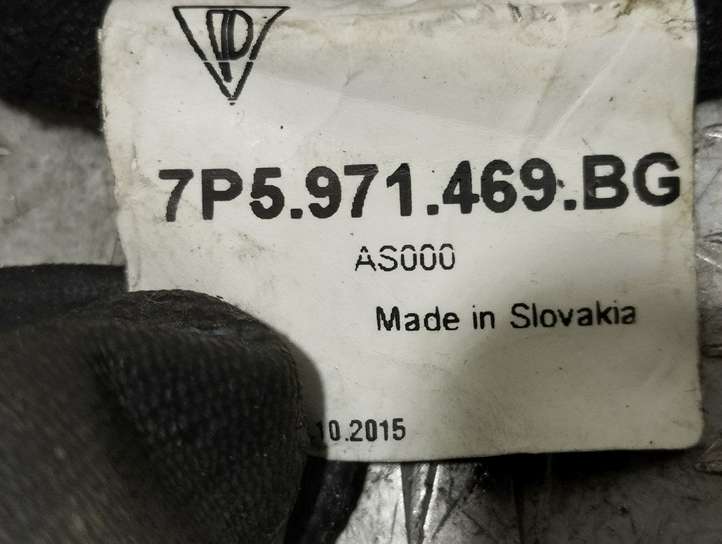 7P5.971.469.BG
AS000
Made in Slovakia
.10.2015